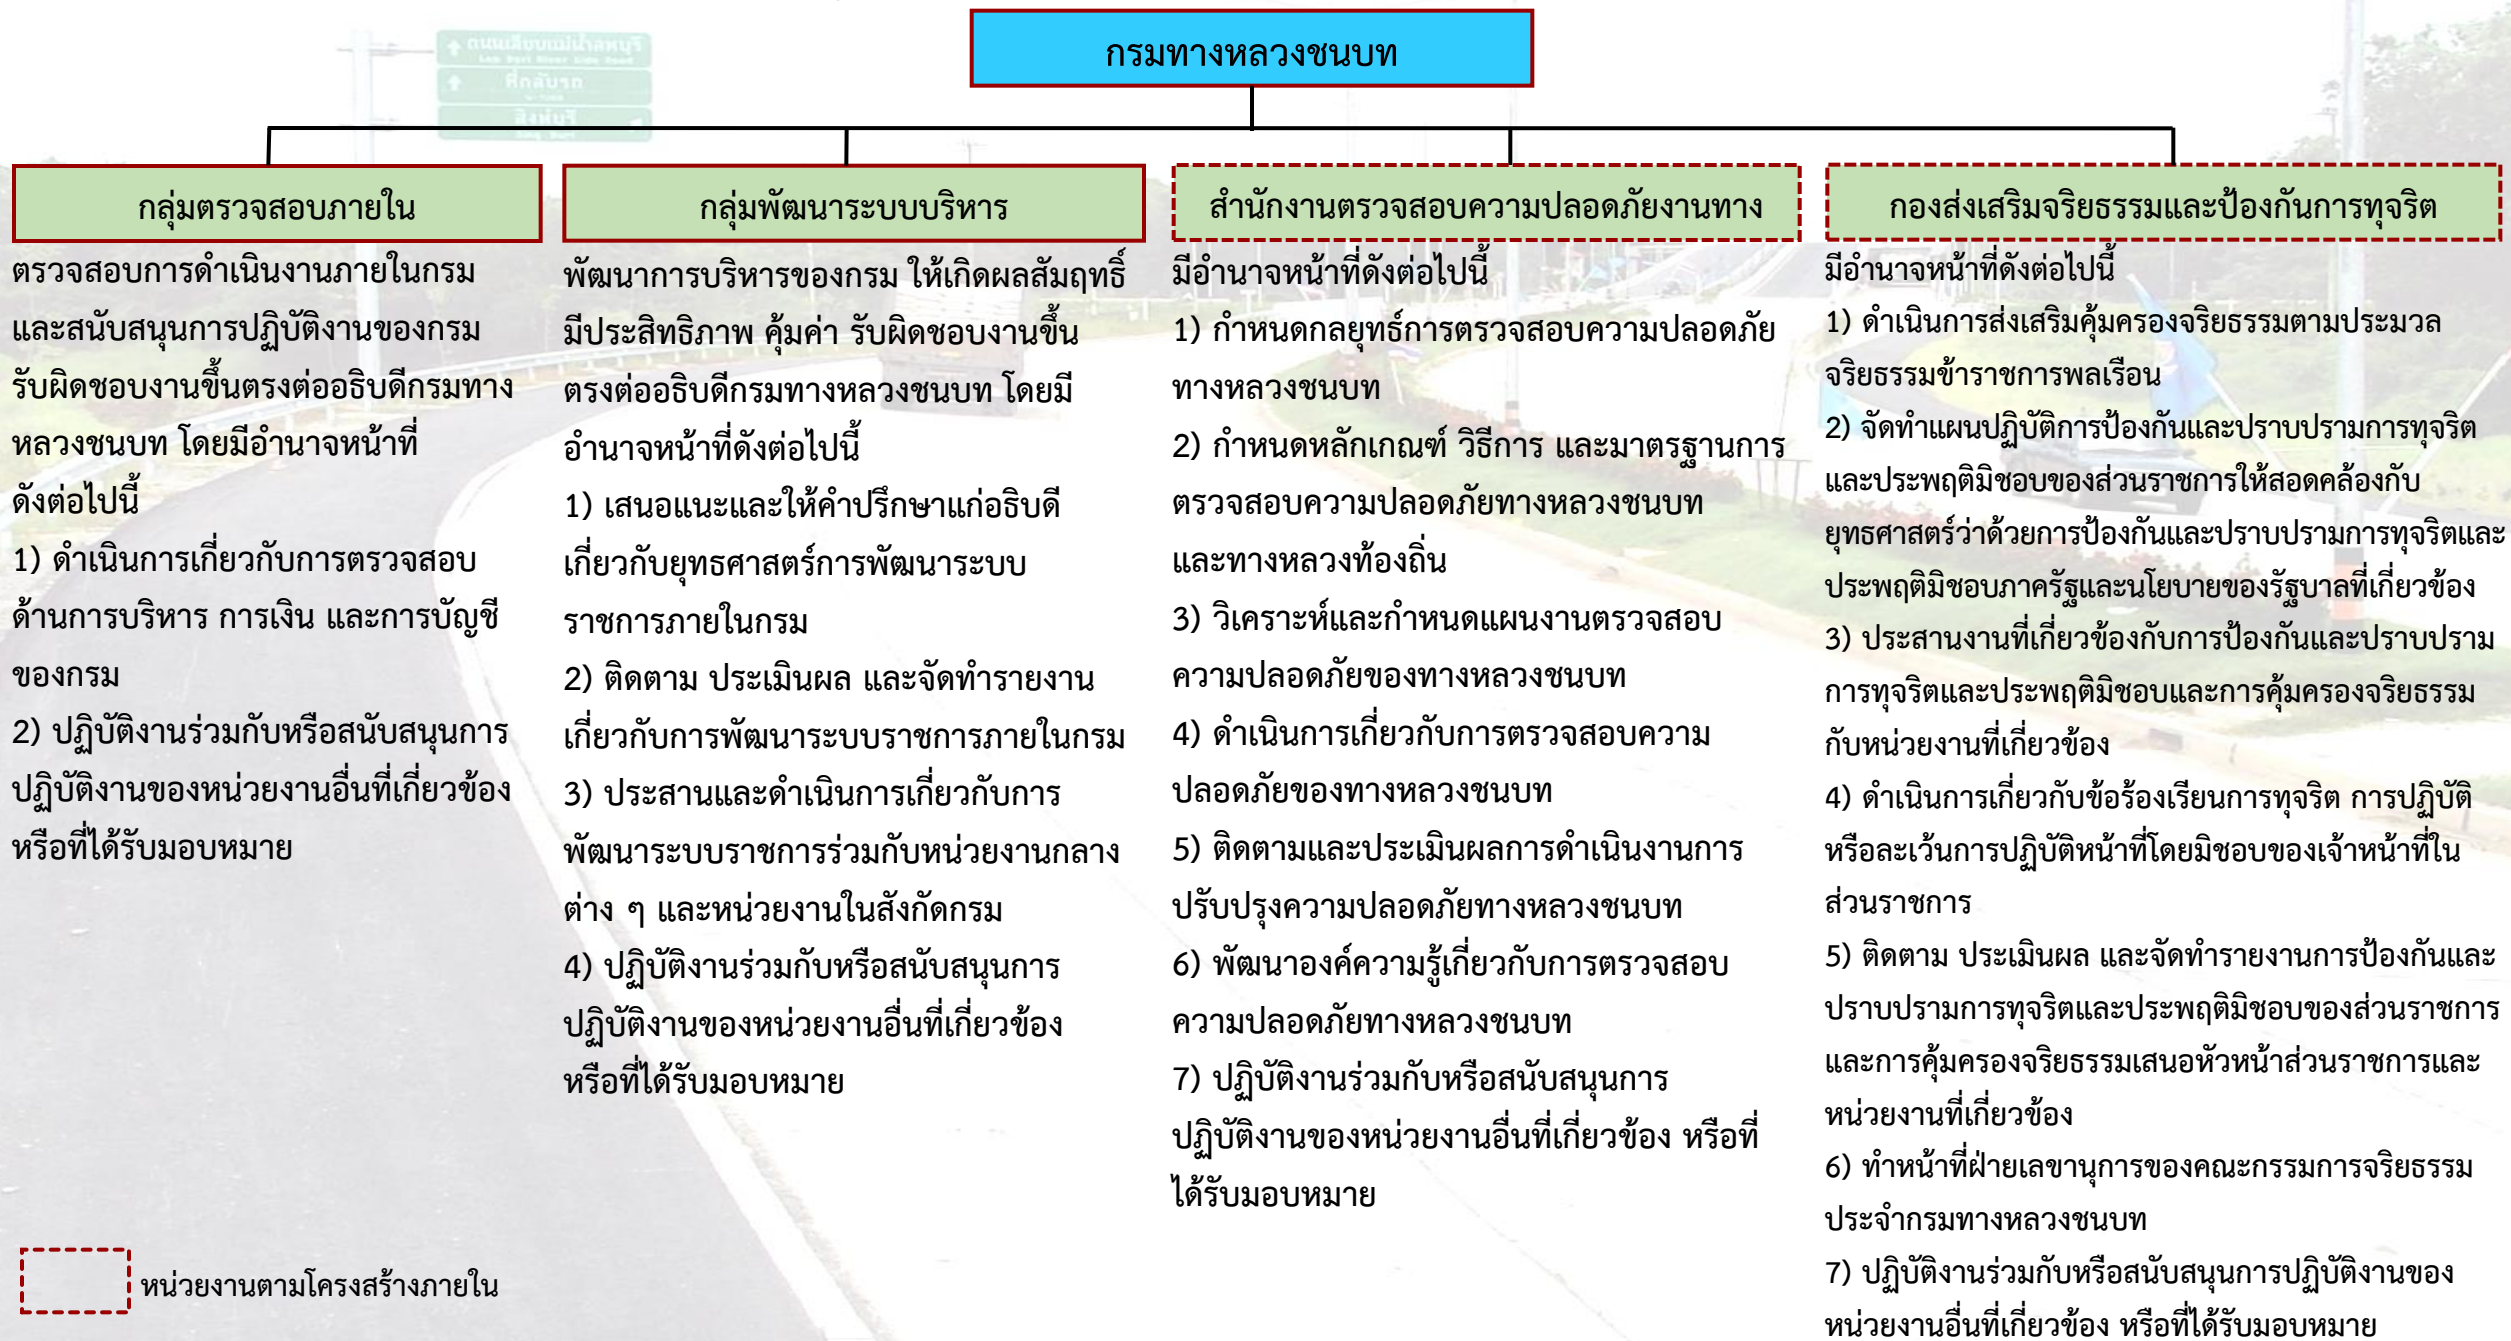 ถนนเลียบแม่น้ำลพบุรี
Lop Buri River Side Road
ที่กลับรถ
U-TURN
สิงห์บุรี
Sing Buri
กรมทางหลวงชนบท
กลุ่มตรวจสอบภายใน
ตรวจสอบการดำเนินงานภายในกรม
และสนับสนุนการปฏิบัติงานของกรม
รับผิดชอบงานขึ้นตรงต่ออธิบดีกรมทาง
หลวงชนบท โดยมีอำนาจหน้าที่
ดังต่อไปนี้
1) ดำเนินการเกี่ยวกับการตรวจสอบ
ด้านการบริหาร การเงิน และการบัญชี
ของกรม
2) ปฏิบัติงานร่วมกับหรือสนับสนุนการ
ปฏิบัติงานของหน่วยงานอื่นที่เกี่ยวข้อง
หรือที่ได้รับมอบหมาย
กลุ่มพัฒนาระบบบริหาร
พัฒนาการบริหารของกรม ให้เกิดผลสัมฤทธิ์
มีประสิทธิภาพ คุ้มค่า รับผิดชอบงานขึ้น
ตรงต่ออธิบดีกรมทางหลวงชนบท โดยมี
อำนาจหน้าที่ดังต่อไปนี้
1) เสนอแนะและให้คำปรึกษาแก่อธิบดี
เกี่ยวกับยุทธศาสตร์การพัฒนาระบบ
ราชการภายในกรม
2) ติดตาม ประเมินผล และจัดทำรายงาน
เกี่ยวกับการพัฒนาระบบราชการภายในกรม
3) ประสานและดำเนินการเกี่ยวกับการ
พัฒนาระบบราชการร่วมกับหน่วยงานกลาง
ต่าง ๆ และหน่วยงานในสังกัดกรม
4) ปฏิบัติงานร่วมกับหรือสนับสนุนการ
ปฏิบัติงานของหน่วยงานอื่นที่เกี่ยวข้อง
หรือที่ได้รับมอบหมาย
สำนักงานตรวจสอบความปลอดภัยงานทาง
มีอำนาจหน้าที่ดังต่อไปนี้
1) กำหนดกลยุทธ์การตรวจสอบความปลอดภัย
ทางหลวงชนบท
2) กำหนดหลักเกณฑ์ วิธีการ และมาตรฐานการ
ตรวจสอบความปลอดภัยทางหลวงชนบท
และทางหลวงท้องถิ่น
3) วิเคราะห์และกำหนดแผนงานตรวจสอบ
ความปลอดภัยของทางหลวงชนบท
4) ดำเนินการเกี่ยวกับการตรวจสอบความ
ปลอดภัยของทางหลวงชนบท
5) ติดตามและประเมินผลการดำเนินงานการ
ปรับปรุงความปลอดภัยทางหลวงชนบท
6) พัฒนาองค์ความรู้เกี่ยวกับการตรวจสอบ
ความปลอดภัยทางหลวงชนบท
7) ปฏิบัติงานร่วมกับหรือสนับสนุนการ
ปฏิบัติงานของหน่วยงานอื่นที่เกี่ยวข้อง หรือที่
ได้รับมอบหมาย
กองส่งเสริมจริยธรรมและป้องกันการทุจริต
มีอำนาจหน้าที่ดังต่อไปนี้
1) ดำเนินการส่งเสริมคุ้มครองจริยธรรมตามประมวล
จริยธรรมข้าราชการพลเรือน
2) จัดทำแผนปฏิบัติการป้องกันและปราบปรามการทุจริต
และประพฤติมิชอบของส่วนราชการให้สอดคล้องกับ
ยุทธศาสตร์ว่าด้วยการป้องกันและปราบปรามการทุจริตและ
ประพฤติมิชอบภาครัฐและนโยบายของรัฐบาลที่เกี่ยวข้อง
3) ประสานงานที่เกี่ยวข้องกับการป้องกันและปราบปราม
การทุจริตและประพฤติมิชอบและการคุ้มครองจริยธรรม
กับหน่วยงานที่เกี่ยวข้อง
4) ดำเนินการเกี่ยวกับข้อร้องเรียนการทุจริต การปฏิบัติ
หรือละเว้นการปฏิบัติหน้าที่โดยมิชอบของเจ้าหน้าที่ใน
ส่วนราชการ
5) ติดตาม ประเมินผล และจัดทำรายงานการป้องกันและ
ปราบปรามการทุจริตและประพฤติมิชอบของส่วนราชการ
และการคุ้มครองจริยธรรมเสนอหัวหน้าส่วนราชการและ
หน่วยงานที่เกี่ยวข้อง
6) ทำหน้าที่ฝ่ายเลขานุการของคณะกรรมการจริยธรรม
ประจำกรมทางหลวงชนบท
7) ปฏิบัติงานร่วมกับหรือสนับสนุนการปฏิบัติงานของ
หน่วยงานอื่นที่เกี่ยวข้อง หรือที่ได้รับมอบหมาย
หน่วยงานตามโครงสร้างภายใน